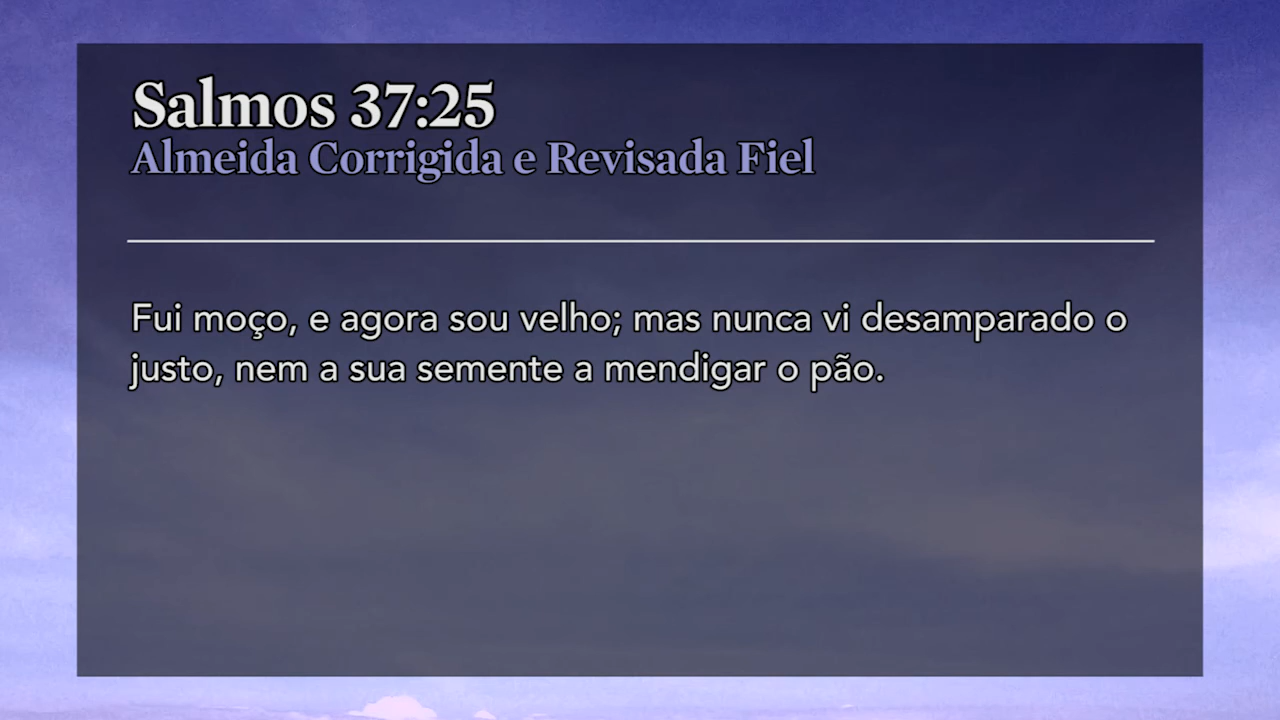 Salmos 37:25
Almeida Corrigida e Revisada Fiel
Fui moço, e agora sou velho; mas nunca vi desamparado o
justo, nem a sua semente a mendigar o pão.